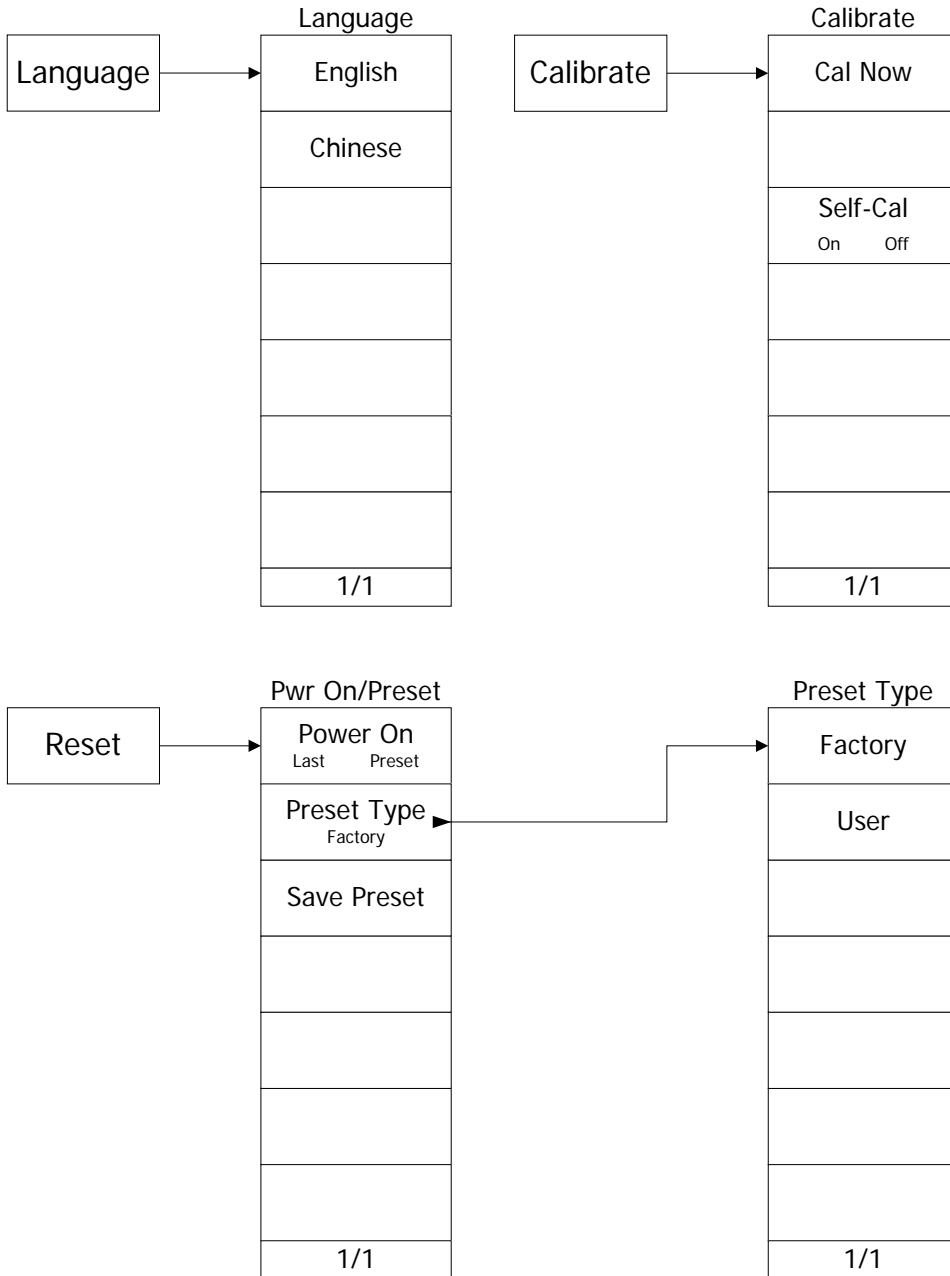 Language
Language
English
Chinese
1/1
Calibrate
Calibrate
Cal Now
Self-Cal
On Off
1/1
Reset
Pwr On/Preset
Power On
Last Preset
Preset Type
Factory
Save Preset
1/1
Preset Type
Factory
User
1/1